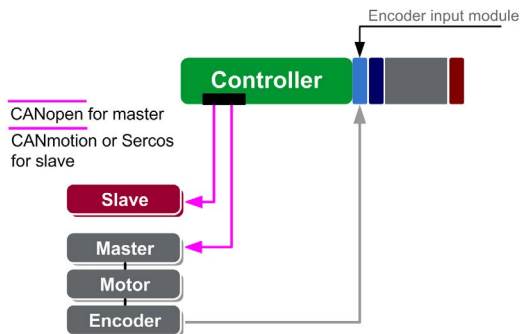 Encoder input module
Controller
CANopen for master
CANmotion or Sercos
for slave
Slave
Master
Motor
Encoder